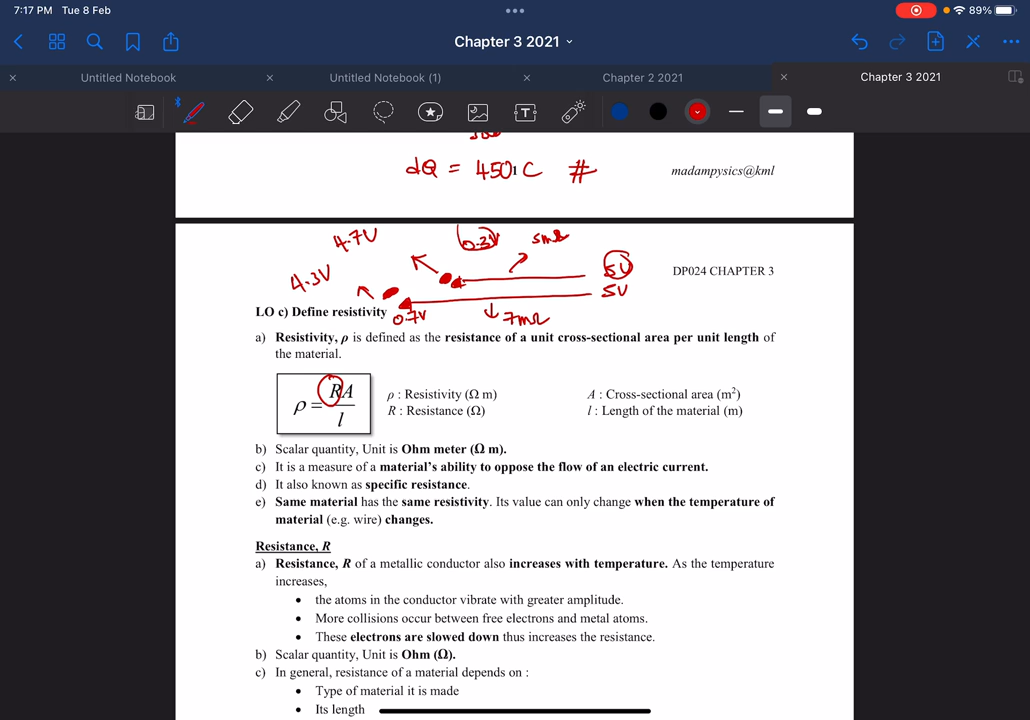 7:17 PM Tue 8 Feb
89%
Chapter 3 2021
Untitled Notebook
Untitled Notebook (1)
Chapter 2 2021
Chapter 3 2021
dQ = 450 C #
1
madampysics@kml
4.7V
0.3V
5mΩ
4.3V
5V
DP024 CHAPTER 3
5V
LO c) Define resistivity
0.7V
7mΩ
a) Resistivity, ρ is defined as the resistance of a unit cross-sectional area per unit length of
the material.
ρ = RA / l
ρ : Resistivity (Ω m)
A : Cross-sectional area (m²)
R : Resistance (Ω)
l : Length of the material (m)
b) Scalar quantity, Unit is Ohm meter (Ω m).
c) It is a measure of a material's ability to oppose the flow of an electric current.
d) It also known as specific resistance.
e) Same material has the same resistivity. Its value can only change when the temperature of
material (e.g. wire) changes.
Resistance, R
a) Resistance, R of a metallic conductor also increases with temperature. As the temperature
increases,
• the atoms in the conductor vibrate with greater amplitude.
• More collisions occur between free electrons and metal atoms.
• These electrons are slowed down thus increases the resistance.
b) Scalar quantity, Unit is Ohm (Ω).
c) In general, resistance of a material depends on :
• Type of material it is made
• Its length